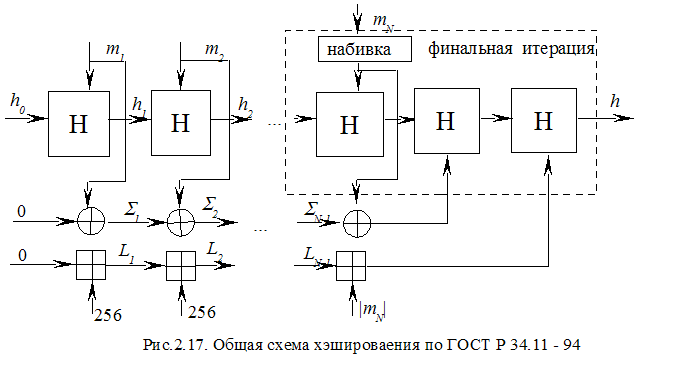 m_N
набивка финальная итерация
m_1 m_2
h_0 H h_1 H h_2 ... H H H h
0 Σ_1 Σ_2 ... Σ_N-1
0 L_1 L_2 L_N-1
256 256 |m_N|
Рис.2.17. Общая схема хэшироваения по ГОСТ Р 34.11 - 94